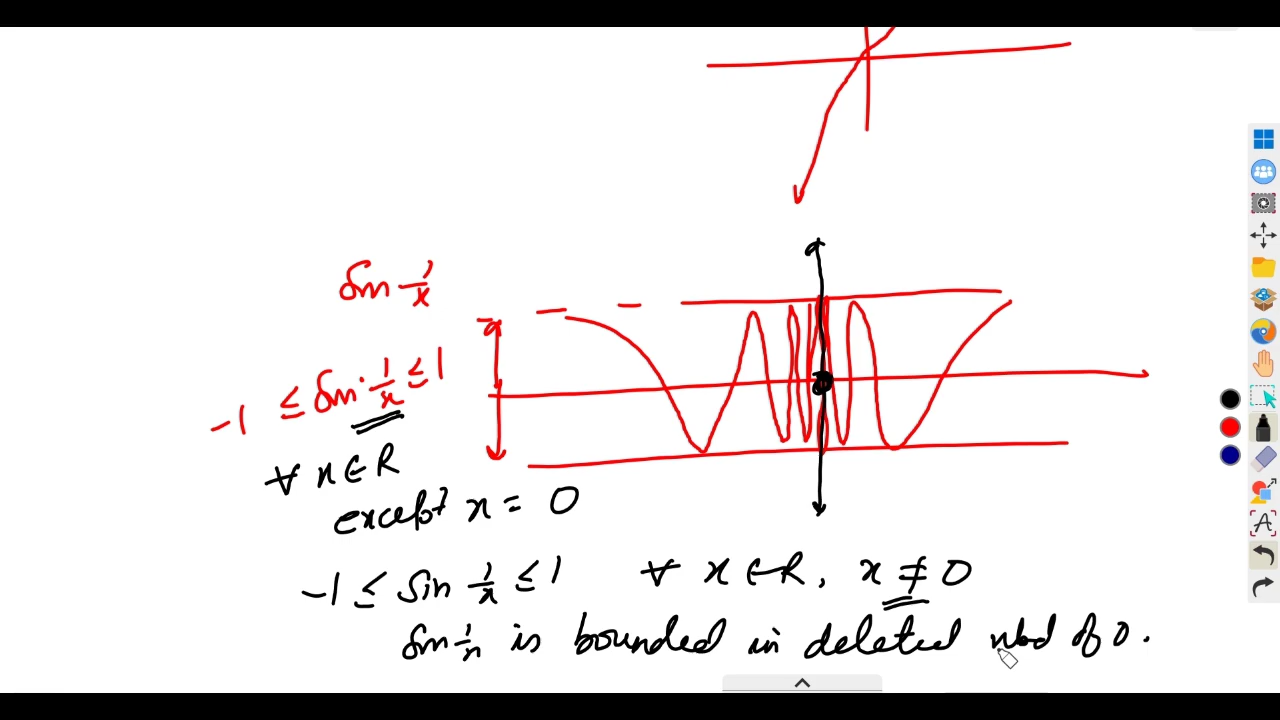 sin 1/x
-1 ≤ sin 1/x ≤ 1
∀ x ∈ R
except x = 0
-1 ≤ sin 1/x ≤ 1 ∀ x ∈ R, x ≠ 0
sin 1/x is bounded in deleted nbd of 0.